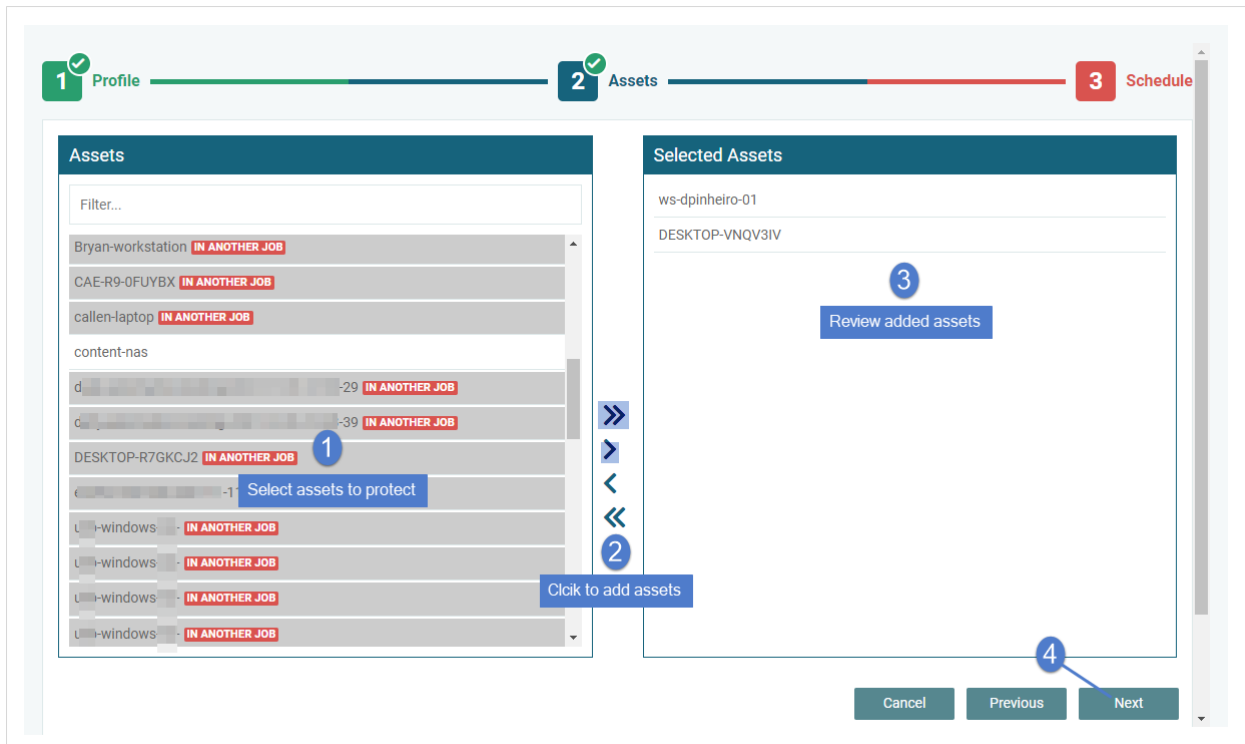 1 Profile 2 Assets 3 Schedule
Assets
Filter...
Bryan-workstation IN ANOTHER JOB
CAE-R9-0FUYBX IN ANOTHER JOB
callen-laptop IN ANOTHER JOB
content-nas
-29 IN ANOTHER JOB
-39 IN ANOTHER JOB
DESKTOP-R7GKCJ2 IN ANOTHER JOB
1
Select assets to protect
-windows IN ANOTHER JOB
-windows IN ANOTHER JOB
-windows IN ANOTHER JOB
-windows IN ANOTHER JOB
2
Clcik to add assets
Selected Assets
ws-dpinheiro-01
DESKTOP-VNQV3IV
3
Review added assets
4
Cancel Previous Next